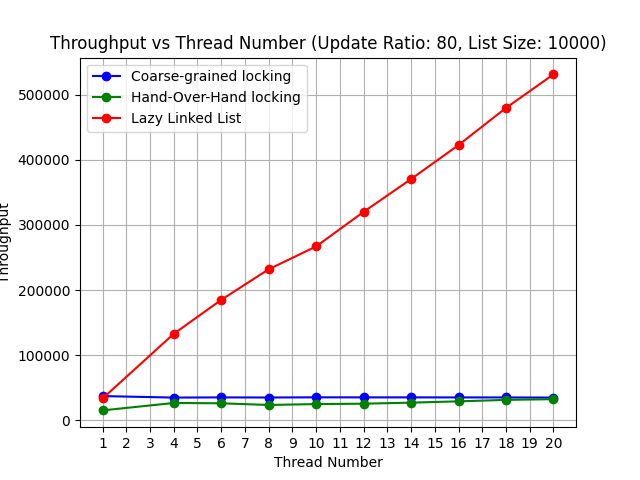 Throughput vs Thread Number (Update Ratio: 80, List Size: 10000)
Coarse-grained locking
Hand-Over-Hand locking
Lazy Linked List
500000
400000
300000
200000
100000
0
Throughput
1 2 3 4 5 6 7 8 9 10 11 12 13 14 15 16 17 18 19 20
Thread Number